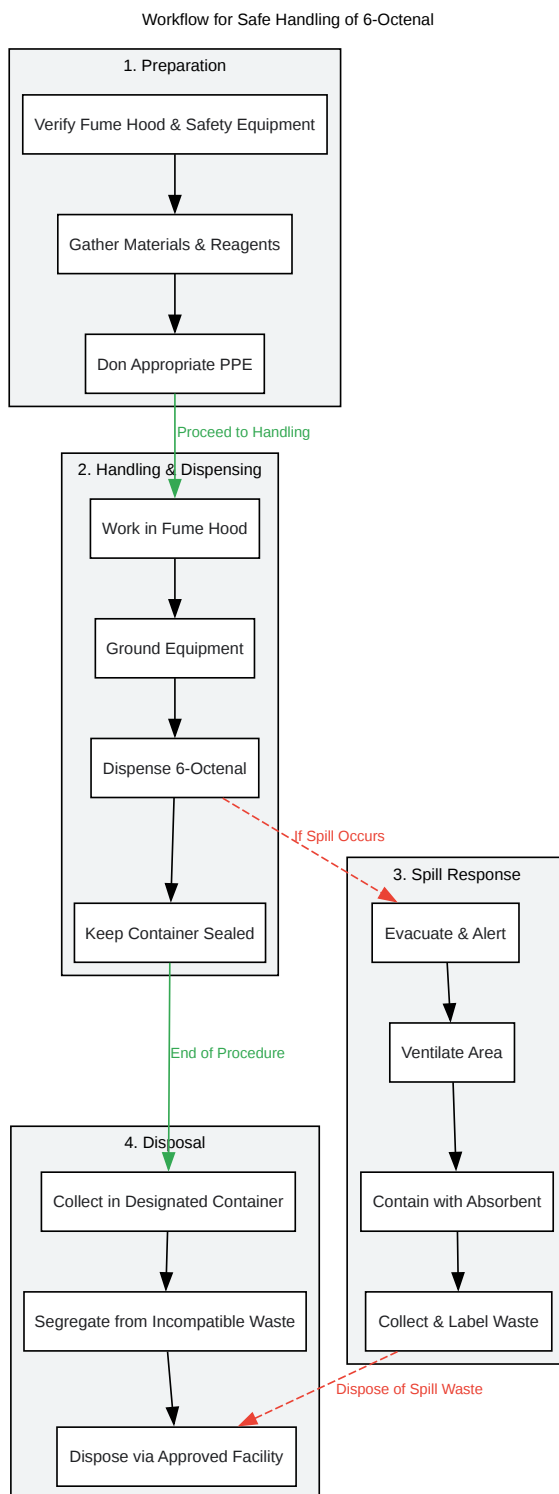 Workflow for Safe Handling of 6-Octenal
1. Preparation
Verify Fume Hood & Safety Equipment
Gather Materials & Reagents
Don Appropriate PPE
Proceed to Handling
2. Handling & Dispensing
Work in Fume Hood
Ground Equipment
Dispense 6-Octenal
If Spill Occurs
3. Spill Response
Keep Container Sealed
Evacuate & Alert
End of Procedure
Ventilate Area
4. Disposal
Collect in Designated Container
Contain with Absorbent
Segregate from Incompatible Waste
Collect & Label Waste
Dispose of Spill Waste
Dispose via Approved Facility